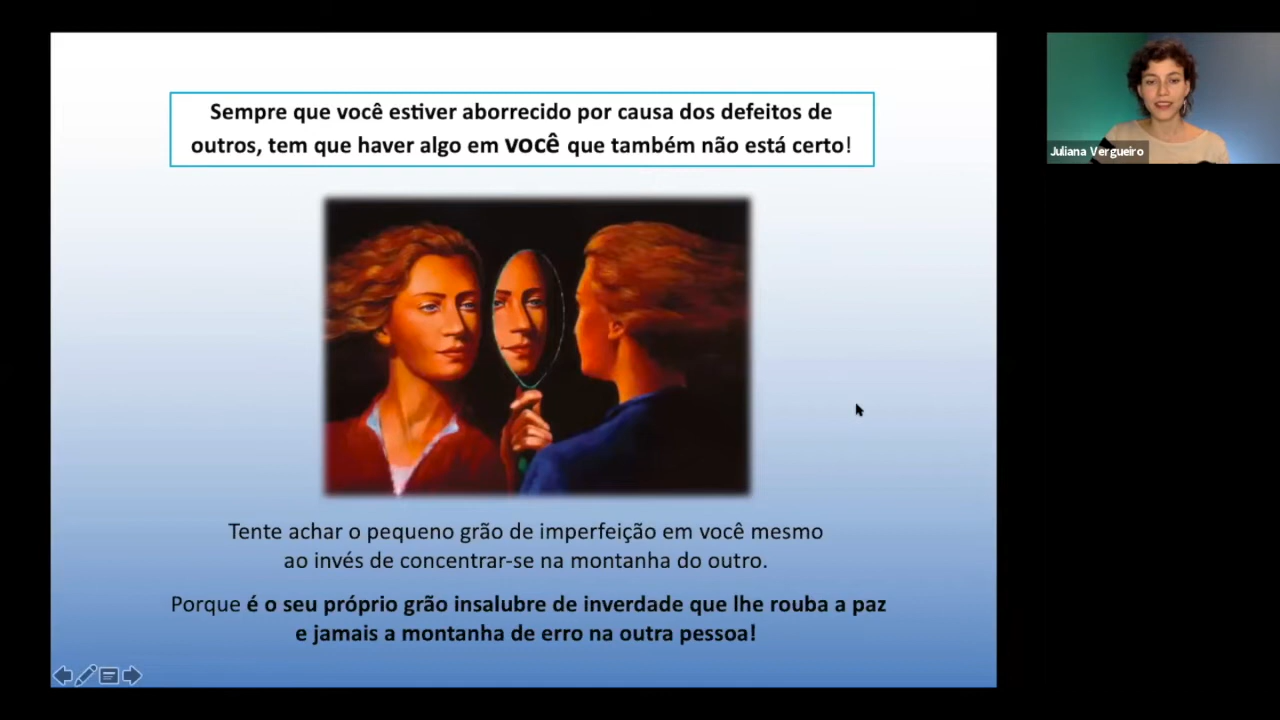 Sempre que você estiver aborrecido por causa dos defeitos de
outros, tem que haver algo em você que também não está certo!
Juliana Vergueiro
Tente achar o pequeno grão de imperfeição em você mesmo
ao invés de concentrar-se na montanha do outro.
Porque é o seu próprio grão insalubre de inverdade que lhe rouba a paz
e jamais a montanha de erro na outra pessoa!